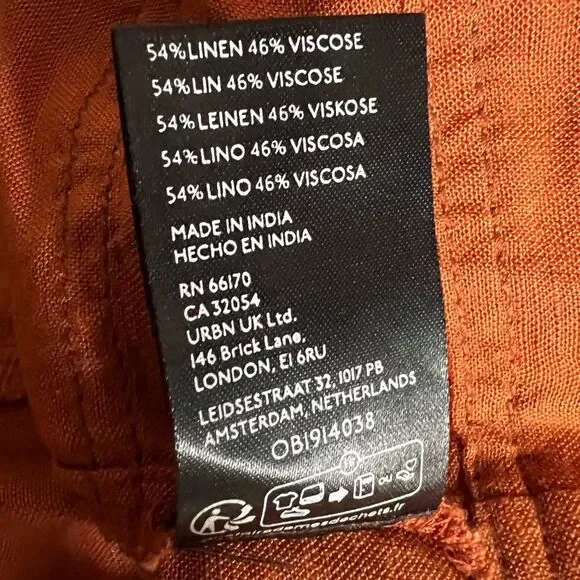 54% LINEN 46% VISCOSE
54% LIN 46% VISCOSE
54% LEINEN 46% VISKOSE
54% LINO 46% VISCOSA
54% LINO 46% VISCOSA
MADE IN INDIA
HECHO EN INDIA
RN 66170
CA 32054
URBN UK Ltd.
146 Brick Lane,
LONDON, E1 6RU
LEIDSESTRAAT 32, 1017 PB
AMSTERDAM, NETHERLANDS
OB1914038
FR
OU